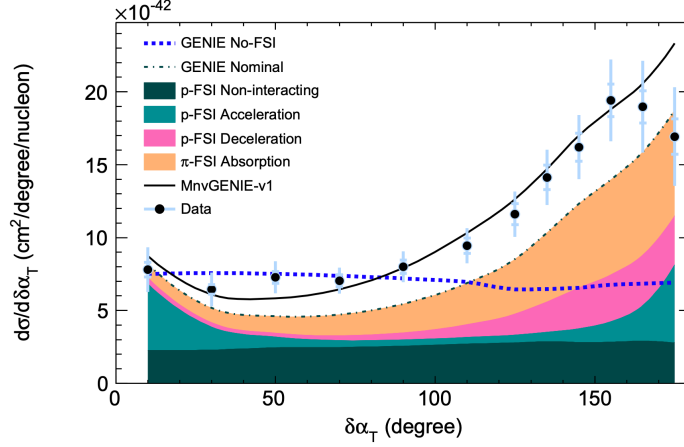 ×10⁻⁴²
dσ/dδα_T (cm²/degree/nucleon)
20
15
10
5
0
GENIE No-FSI
GENIE Nominal
p-FSI Non-interacting
p-FSI Acceleration
p-FSI Deceleration
π-FSI Absorption
MnvGENIE-v1
Data
0 50 100 150
δα_T (degree)